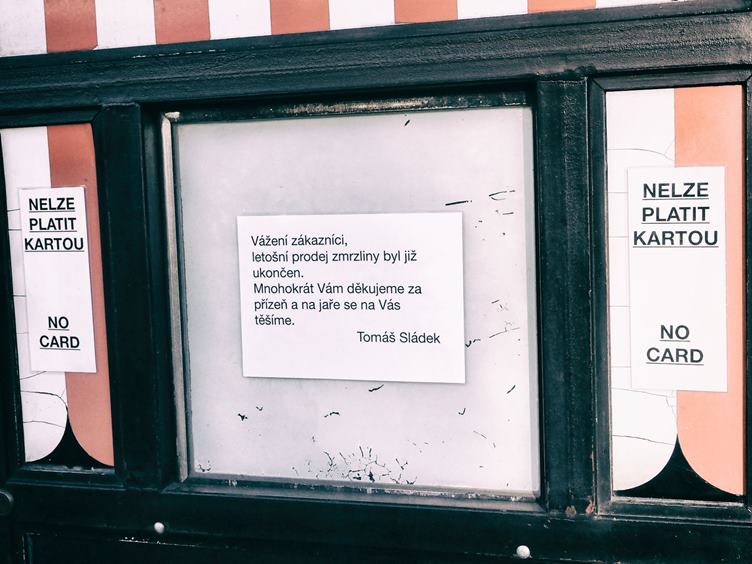 NELZE
PLATIT
KARTOU
NO
CARD
Vážení zákazníci,
letošní prodej zmrzliny byl již
ukončen.
Mnohokrát Vám děkujeme za
přízeň a na jaře se na Vás
těšíme.
Tomáš Sládek
NELZE
PLATIT
KARTOU
NO
CARD